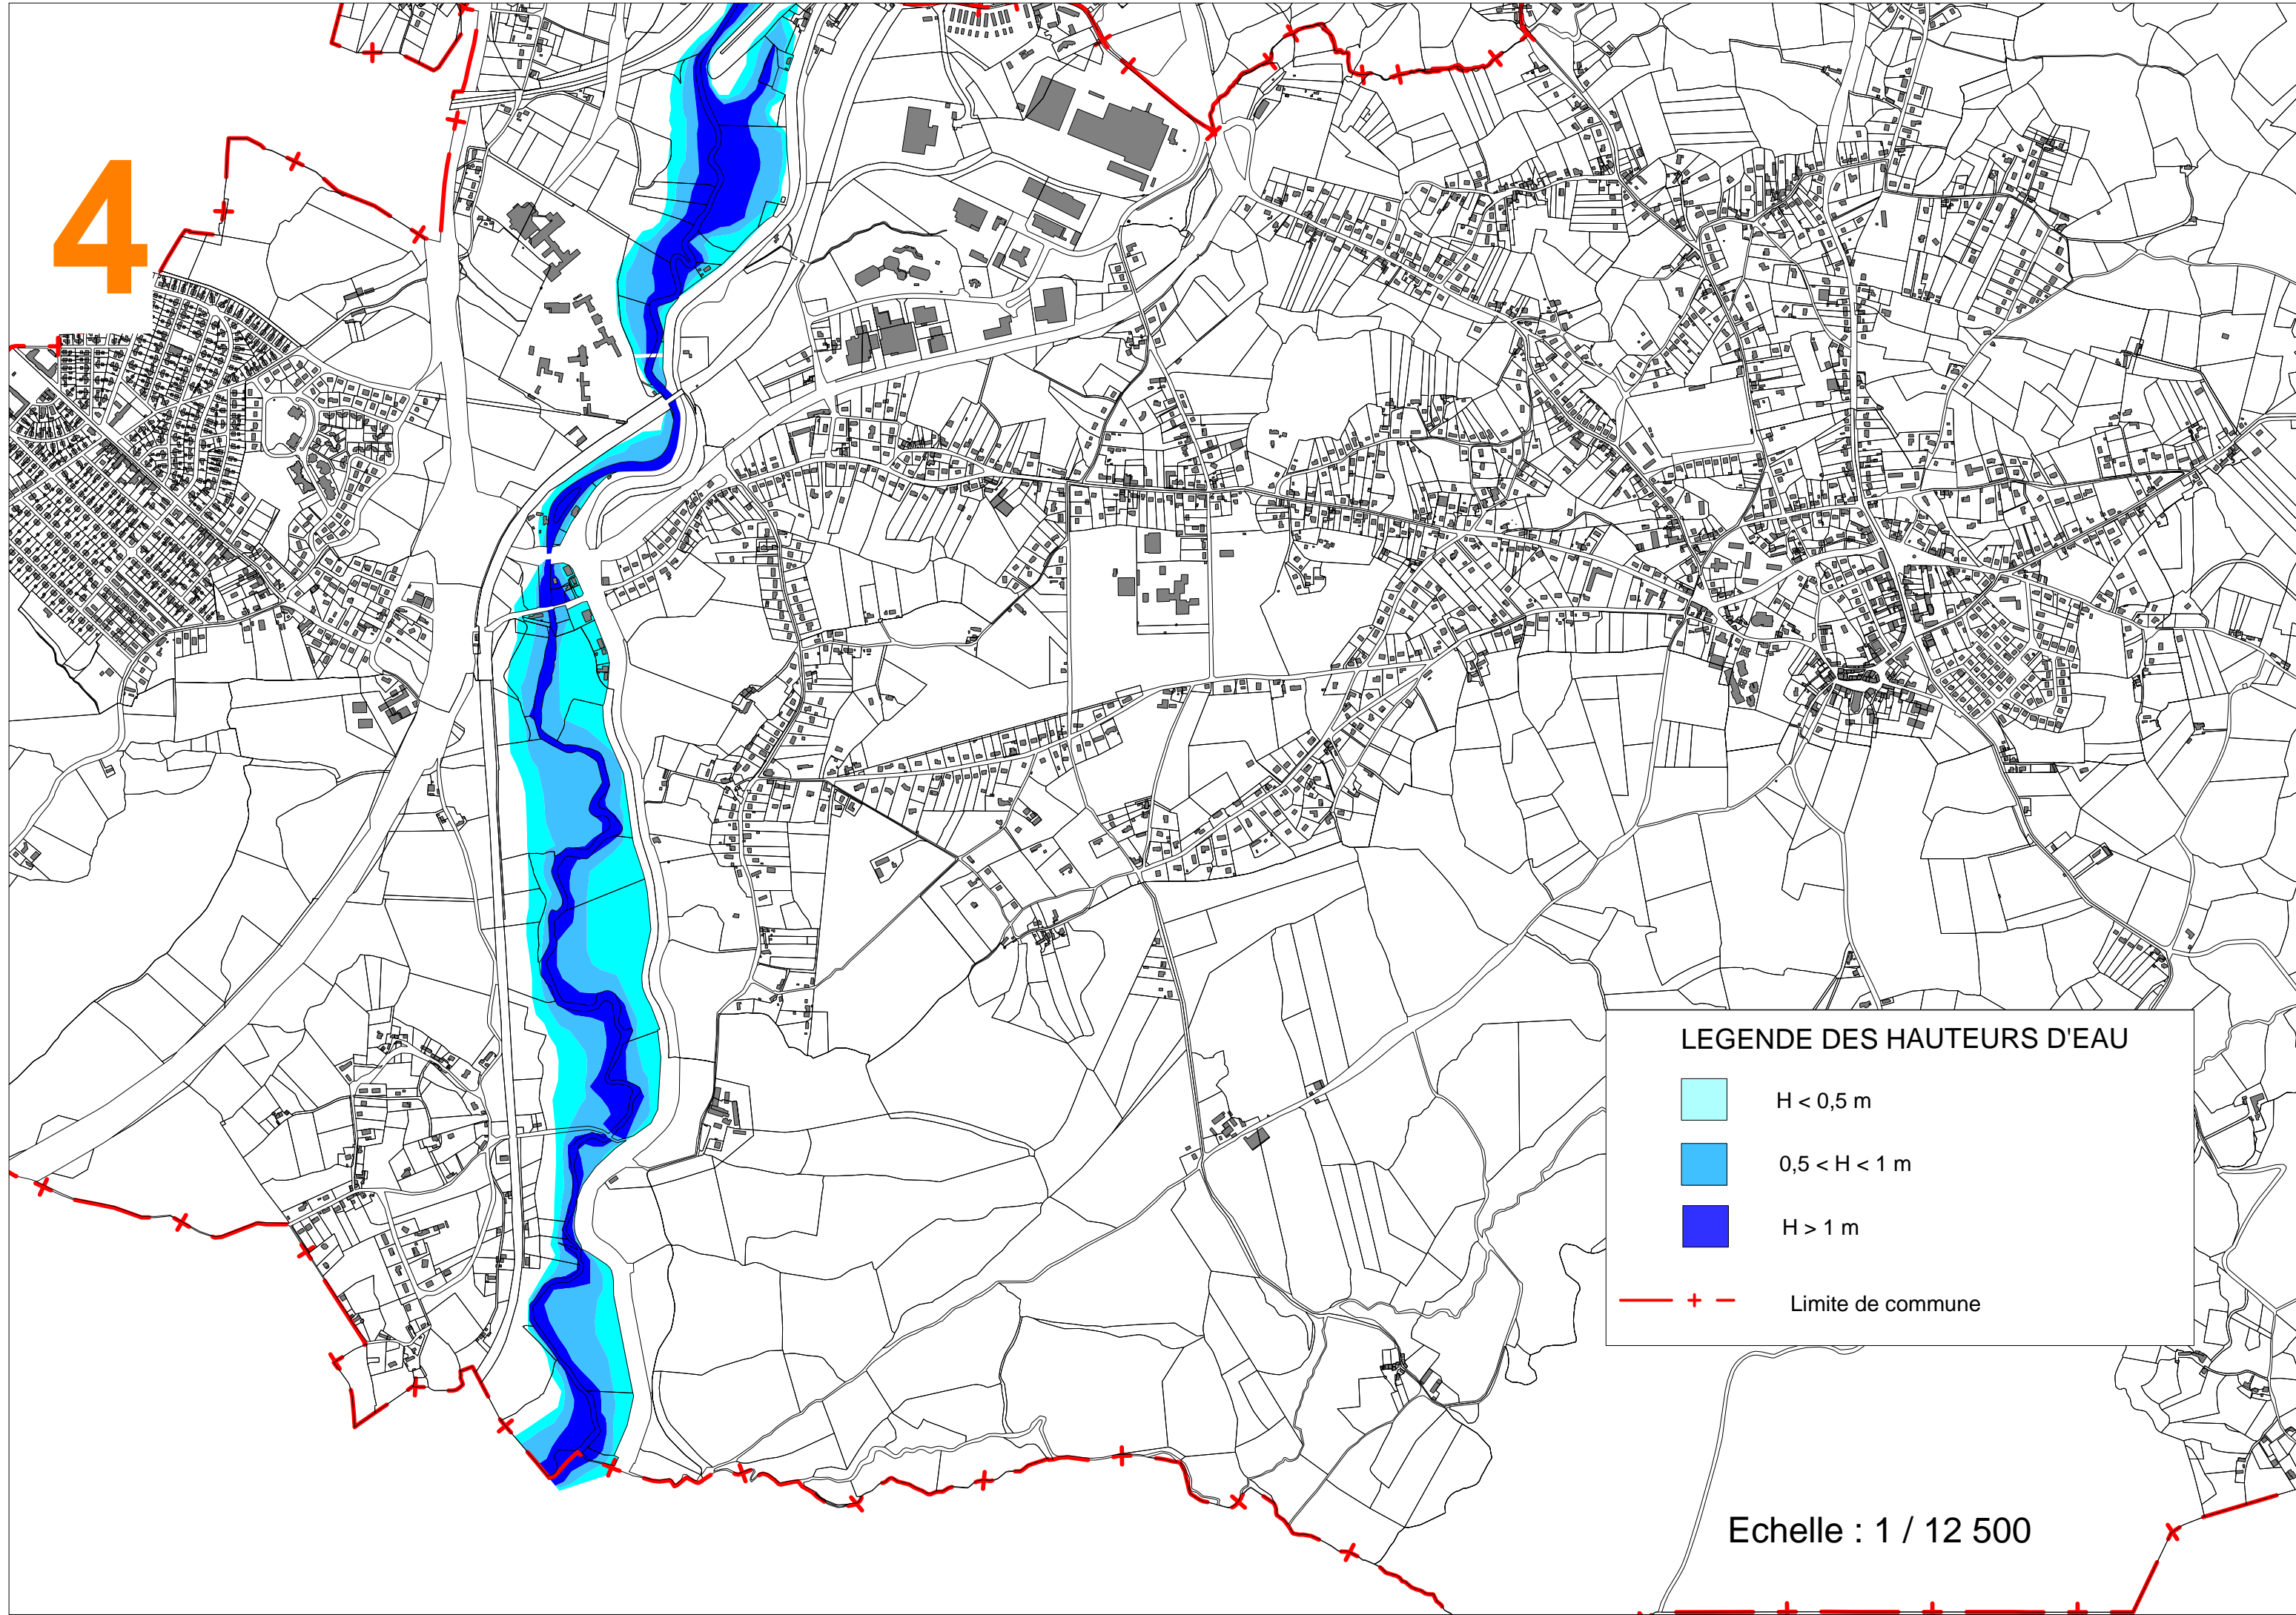 4
LEGENDE DES HAUTEURS D'EAU
H < 0,5 m
0,5 < H < 1 m
H > 1 m
Limite de commune
Echelle : 1 / 12 500